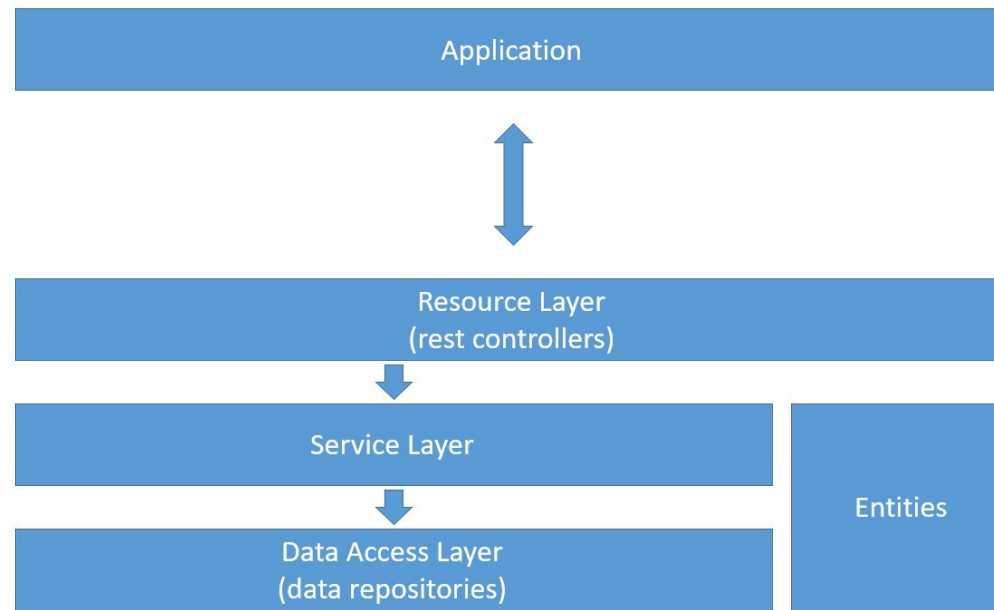 Application
Resource Layer
(rest controllers)
Service Layer
Entities
Data Access Layer
(data repositories)